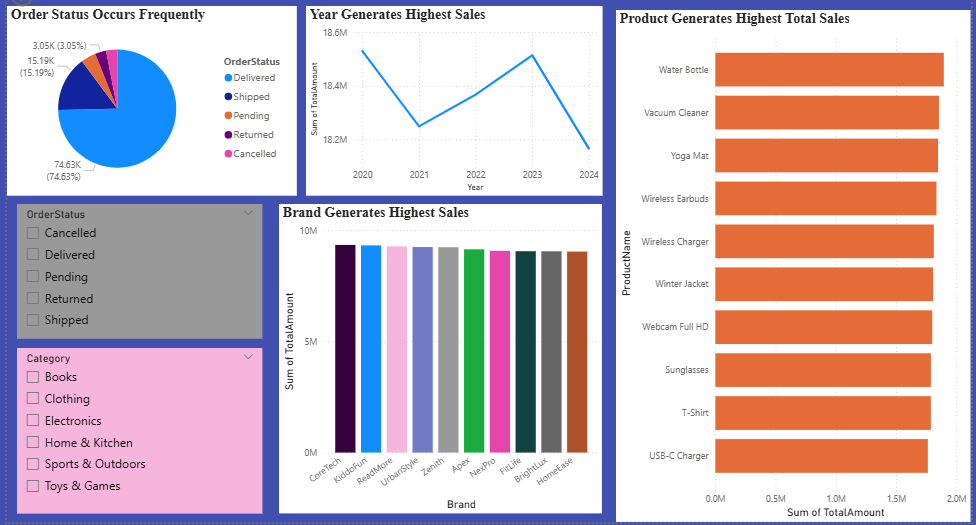 Order Status Occurs Frequently
3.05K (3.05%)
15.19K
(15.19%)
74.63K
(74.63%)
OrderStatus
Delivered
Shipped
Pending
Returned
Cancelled
Year Generates Highest Sales
Sum of TotalAmount
18.6M
18.4M
18.2M
2020 2021 2022 2023 2024
Year
Product Generates Highest Total Sales
ProductName
Water Bottle
Vacuum Cleaner
Yoga Mat
Wireless Earbuds
Wireless Charger
Winter Jacket
Webcam Full HD
Sunglasses
T-Shirt
USB-C Charger
0.0M 0.5M 1.0M 1.5M 2.0M
Sum of TotalAmount
OrderStatus
Cancelled
Delivered
Pending
Returned
Shipped
Category
Books
Clothing
Electronics
Home & Kitchen
Sports & Outdoors
Toys & Games
Brand Generates Highest Sales
Sum of TotalAmount
10M
5M
0M
CoreTech KiddoFun ReadMore UrbanStyle Zenith Apex NexPro FitLife BrightLux HomeEase
Brand